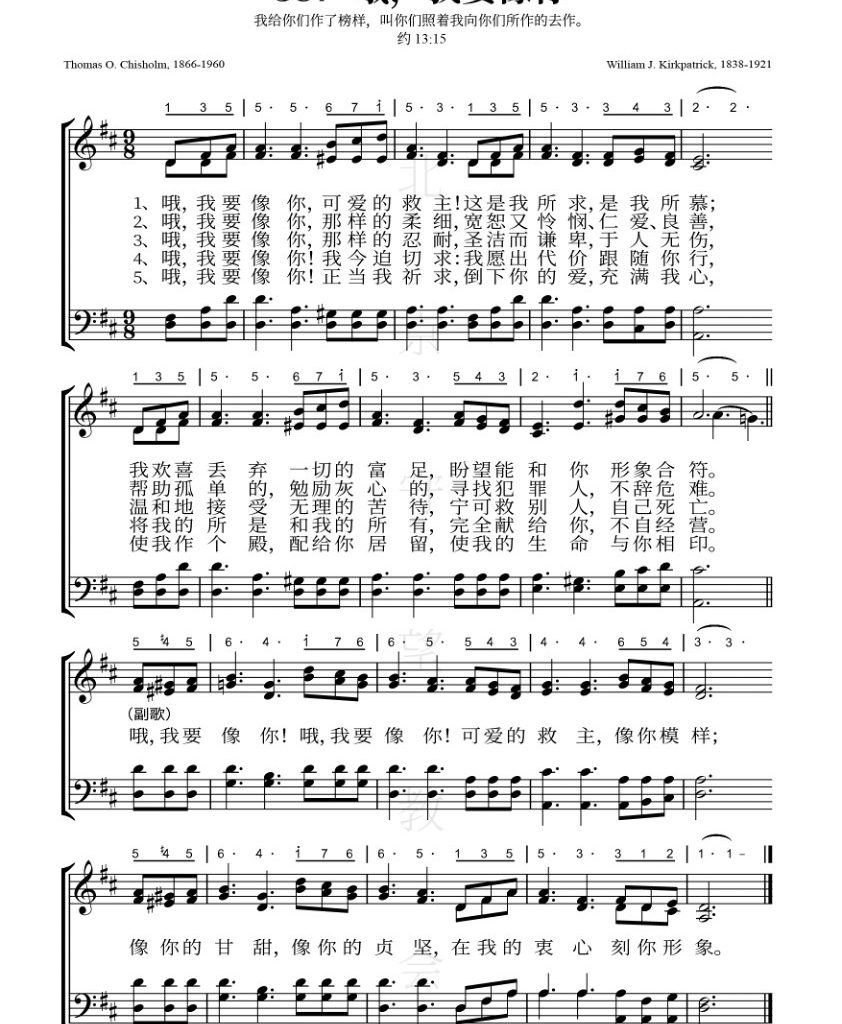 我给你们作了榜样，叫你们照着我向你们所作的去作。
约 13:15
Thomas O. Chisholm, 1866-1960 William J. Kirkpatrick, 1838-1921
1 3 5 | 5· 5· 6 7 1 | 5· 3· 1 3 5 | 5· 3· 3 4 3 | 2· 2·
1、哦，我要像你，可爱的救主！这是我所求，是我所慕；
2、哦，我要像你，那样的柔细，宽恕又怜悯、仁爱、良善，
3、哦，我要像你，那样的忍耐，圣洁而谦卑，于人无伤，
4、哦，我要像你！我今迫切求：我愿出代价跟随你行，
5、哦，我要像你！正当我祈求，倒下你的爱，充满我心，
1 3 5 | 5· 5· 6 7 1 | 5· 3· 5 4 3 | 2· 1· 1 7 6 | 5· 5·
我欢喜丢弃一切的富足，盼望能和你形象合符。
帮助孤单的，勉励灰心的，寻找犯罪人，不辞危难。
温和地接受无理的苦待，宁可救别人，自己死亡。
将我的所是和我的所有，完全献给你，不自经营。
使我作个殿，配给你居留，使我的生命与你相印。
5 #4 5 | 6· 4· 1 7 6 | 6· 5· 5 4 3 | 4· 4· 6 5 4 | 3· 3·
（副歌）
哦，我要像你！哦，我要像你！可爱的救主，像你模样；
5 #4 5 | 6· 4· 1 7 6 | 6· 5· 1 3 5 | 5· 3· 3 1 2 | 1· 1 –
像你的甘甜，像你的贞坚，在我的衷心刻你形象。